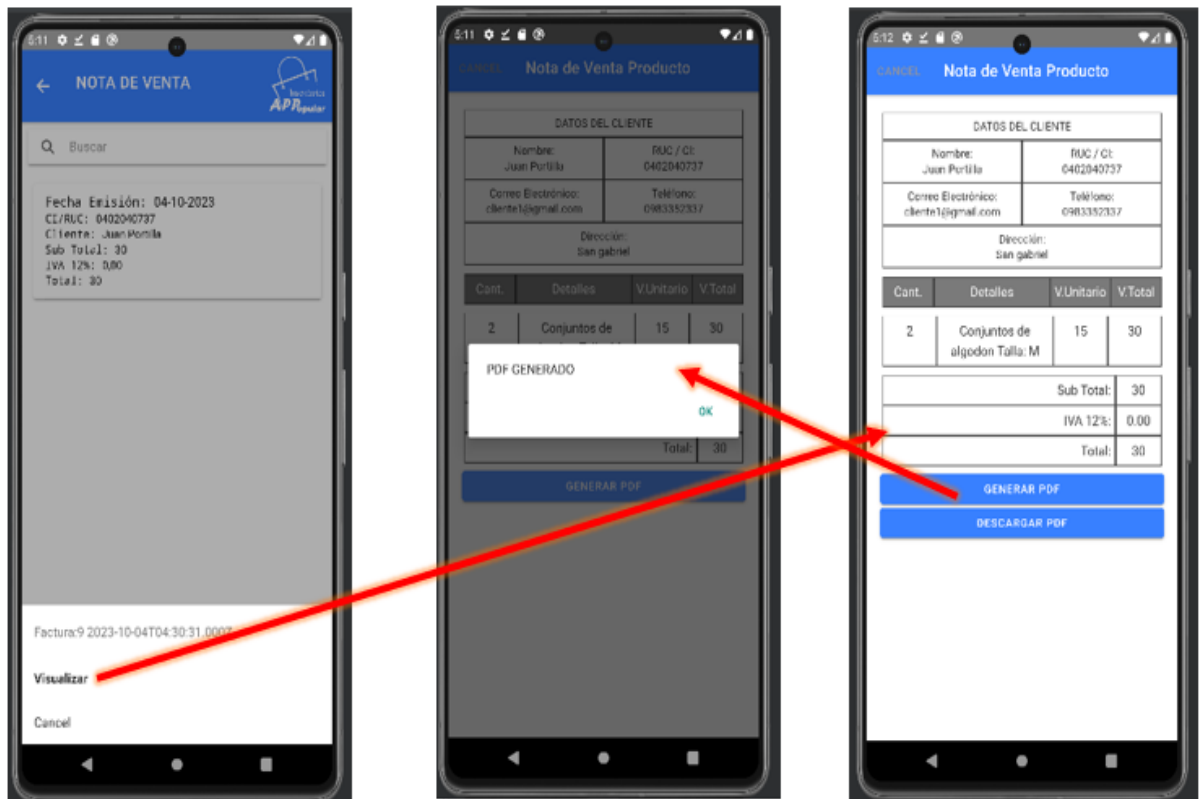 5:11
NOTA DE VENTA
APPopular
Buscar
Fecha Emisión: 04-10-2023
CI/RUC: 0402040737
Cliente: Juan Portilla
Sub Total: 30
IVA 12%: 0,00
Total: 30
Factura:9 2023-10-04T04:30:31.000Z
Visualizar
Cancel
5:11
CANCEL Nota de Venta Producto
DATOS DEL CLIENTE
Nombre: RUC / CI:
Juan Portilla 0402040737
Correo Electrónico: Teléfono:
cliente1@gmail.com 0983352337
Dirección:
San gabriel
Cant. Detalles V.Unitario V.Total
2 Conjuntos de 15 30
PDF GENERADO
OK
Total: 30
GENERAR PDF
5:12
CANCEL Nota de Venta Producto
DATOS DEL CLIENTE
Nombre: RUC / CI:
Juan Portilla 0402040737
Correo Electrónico: Teléfono:
cliente1@gmail.com 0983352337
Dirección:
San gabriel
Cant. Detalles V.Unitario V.Total
2 Conjuntos de 15 30
algodon Talla: M
Sub Total: 30
IVA 12%: 0.00
Total: 30
GENERAR PDF
DESCARGAR PDF